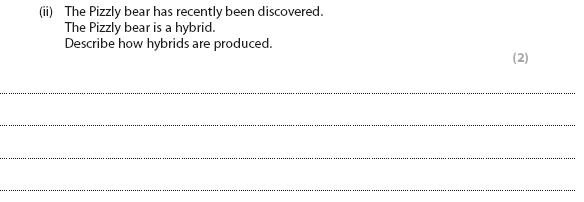 (ii) The Pizzly bear has recently been discovered.
The Pizzly bear is a hybrid.
Describe how hybrids are produced.
(2)